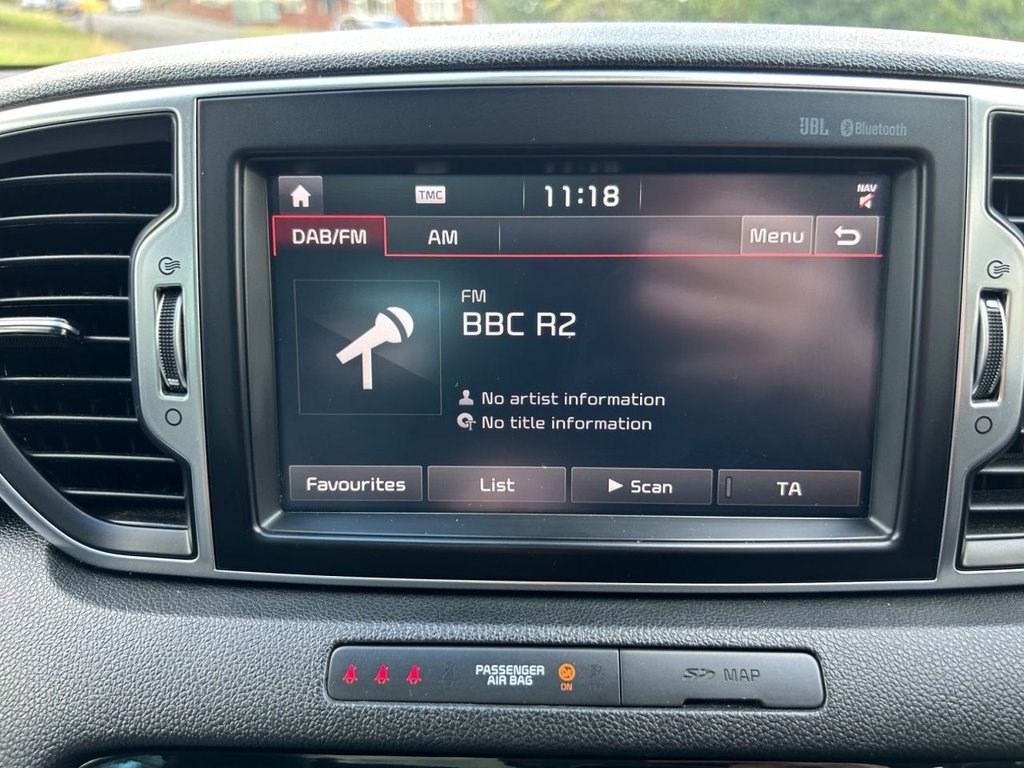 JBL Bluetooth
TMC 11:18 NAV
DAB/FM AM Menu
FM
BBC R2
No artist information
No title information
Favourites List Scan TA
PASSENGER
AIR BAG
ON
SD MAP